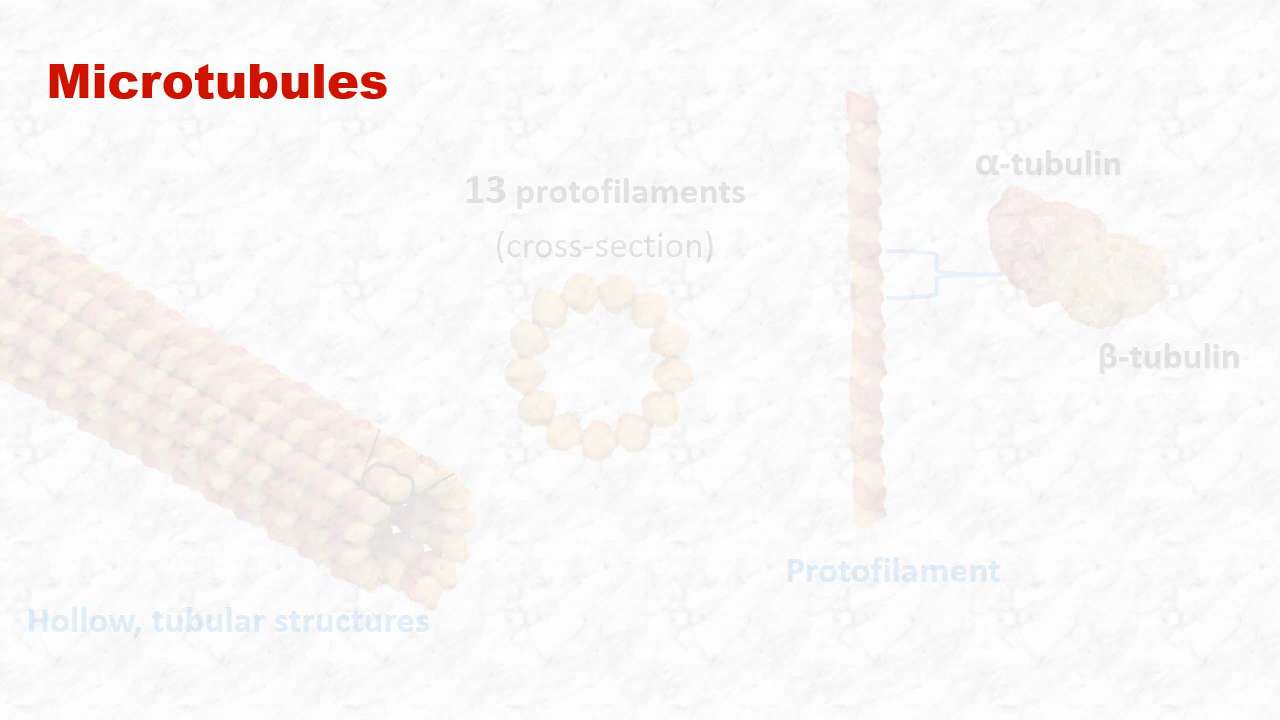 Microtubules
13 protofilaments
(cross-section)
α-tubulin
β-tubulin
Protofilament
Hollow, tubular structures